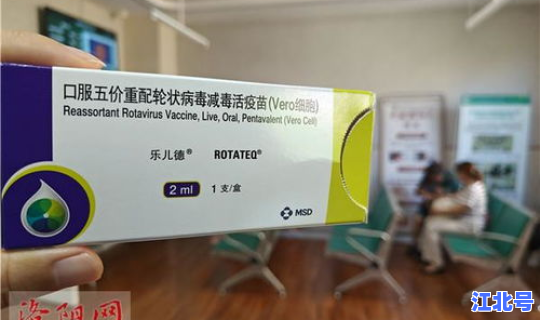 口服五价重配轮状病毒减毒活疫苗(Vero细胞)
Reassortant Rotavirus Vaccine, Live, Oral, Pentavalent (Vero Cell)
乐儿德® ROTATEQ®
2 ml 1支/盒
MSD
洛阳网
江北号